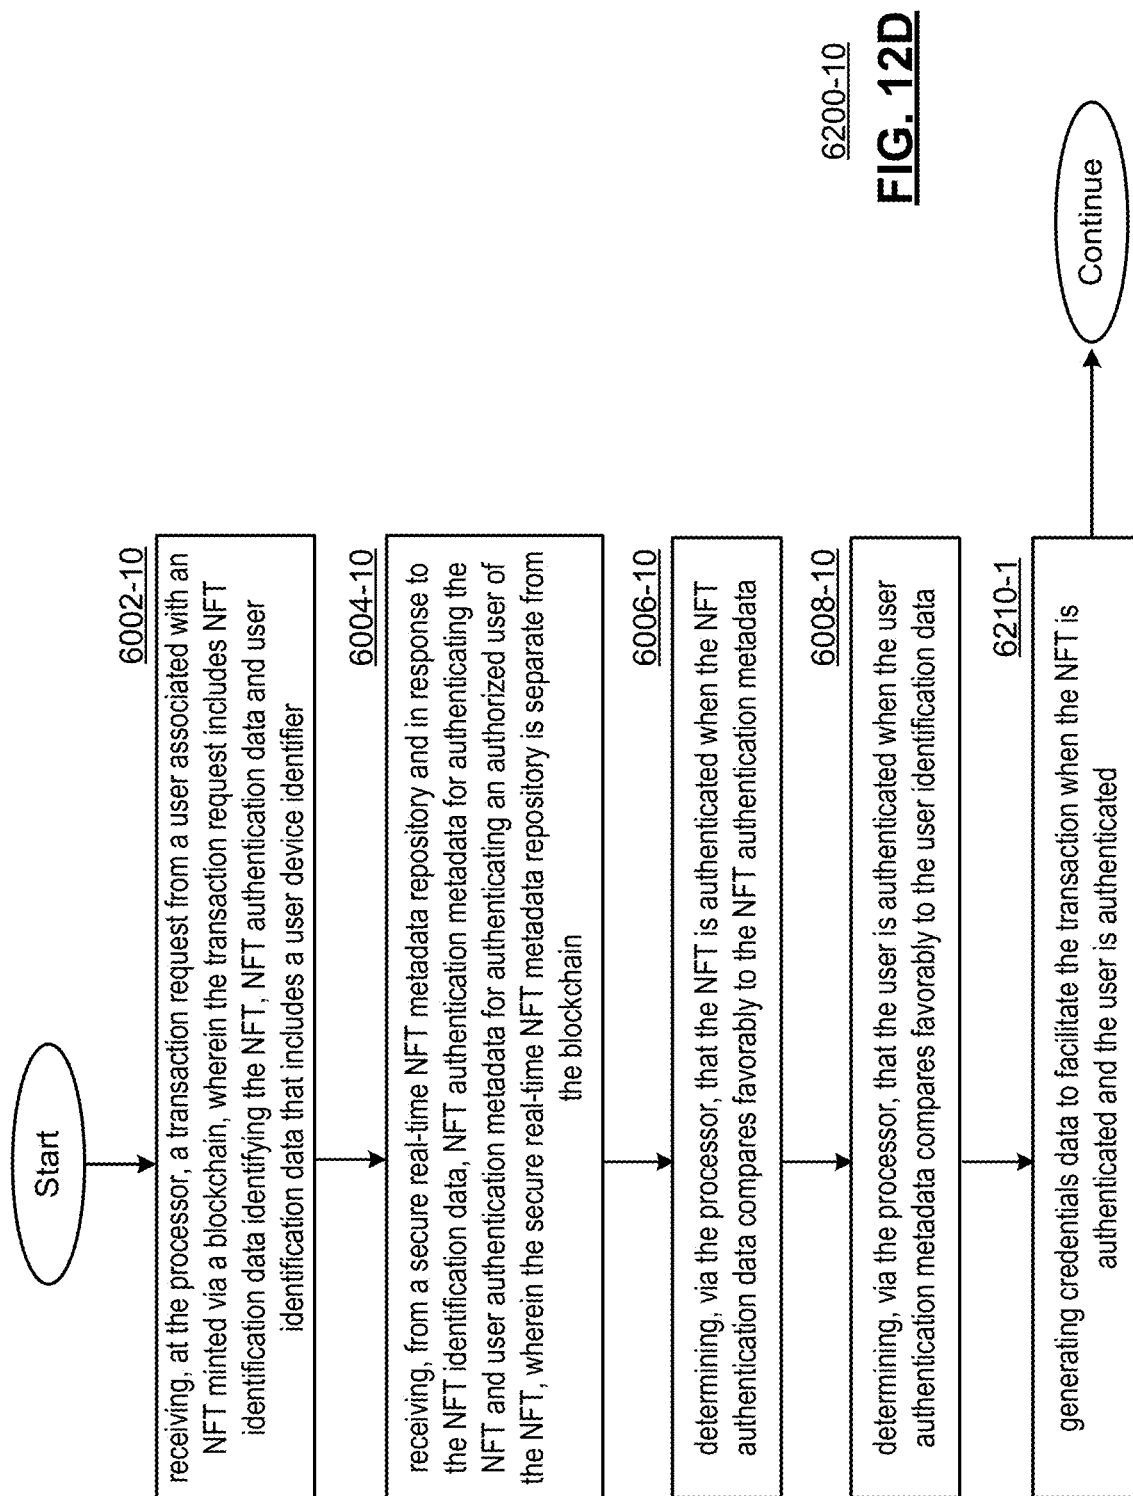 Start
6002-10
receiving, at the processor, a transaction request from a user associated with an
NFT minted via a blockchain, wherein the transaction request includes NFT
identification data identifying the NFT, NFT authentication data and user
identification data that includes a user device identifier
6004-10
receiving, from a secure real-time NFT metadata repository and in response to
the NFT identification data, NFT authentication metadata for authenticating the
NFT and user authentication metadata for authenticating an authorized user of
the NFT, wherein the secure real-time NFT metadata repository is separate from
the blockchain
6006-10
determining, via the processor, that the NFT is authenticated when the NFT
authentication data compares favorably to the NFT authentication metadata
6008-10
determining, via the processor, that the user is authenticated when the user
authentication metadata compares favorably to the user identification data
6210-1
generating credentials data to facilitate the transaction when the NFT is
authenticated and the user is authenticated
Continue
6200-10
FIG. 12D